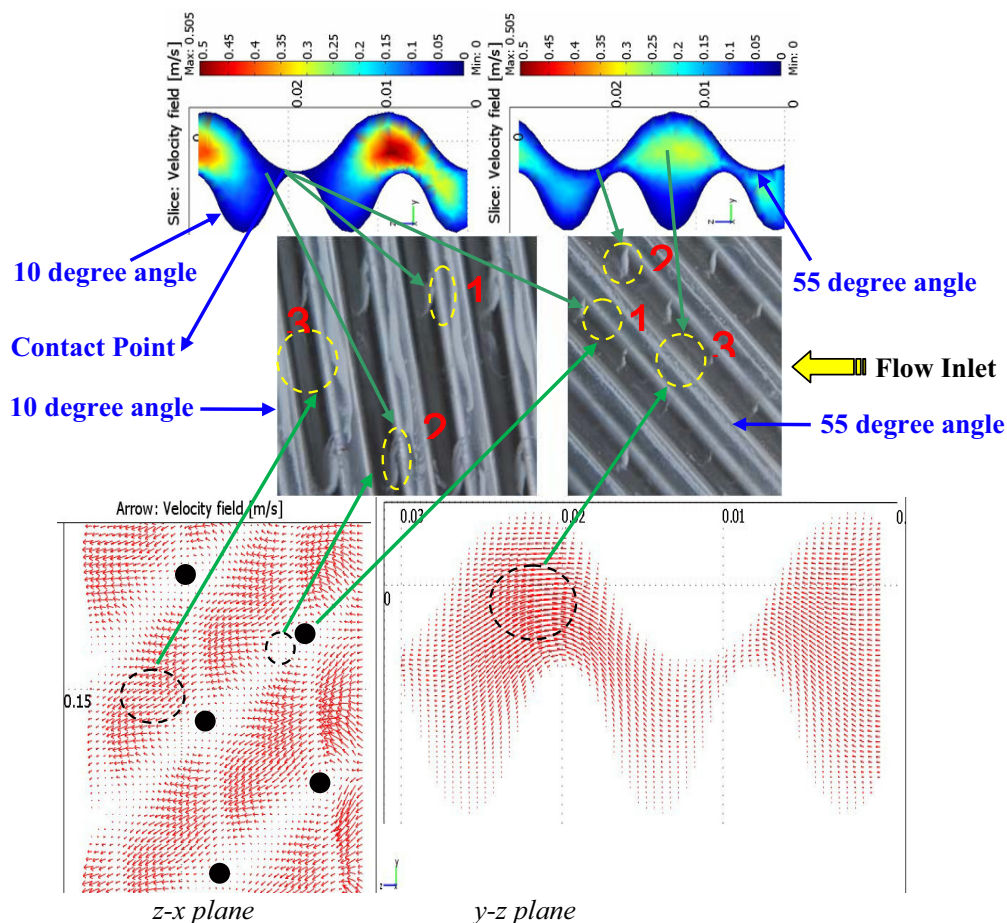 Max: 0.505
0.5
0.45
0.4
0.35
0.3
0.25
0.2
0.15
0.1
0.05
0
Min: 0
Slice: Velocity field [m/s]
0.02
0.01
0
0
y
z
x
Max: 0.505
0.5
0.45
0.4
0.35
0.3
0.25
0.2
0.15
0.1
0.05
0
Min: 0
Slice: Velocity field [m/s]
0.02
0.01
0
0
y
z
x
10 degree angle
55 degree angle
Contact Point
10 degree angle
1
2
3
1
2
3
Flow Inlet
55 degree angle
Arrow: Velocity field [m/s]
0.15
0.03
0.02
0.01
0.
0
y
z
x
z-x plane
y-z plane